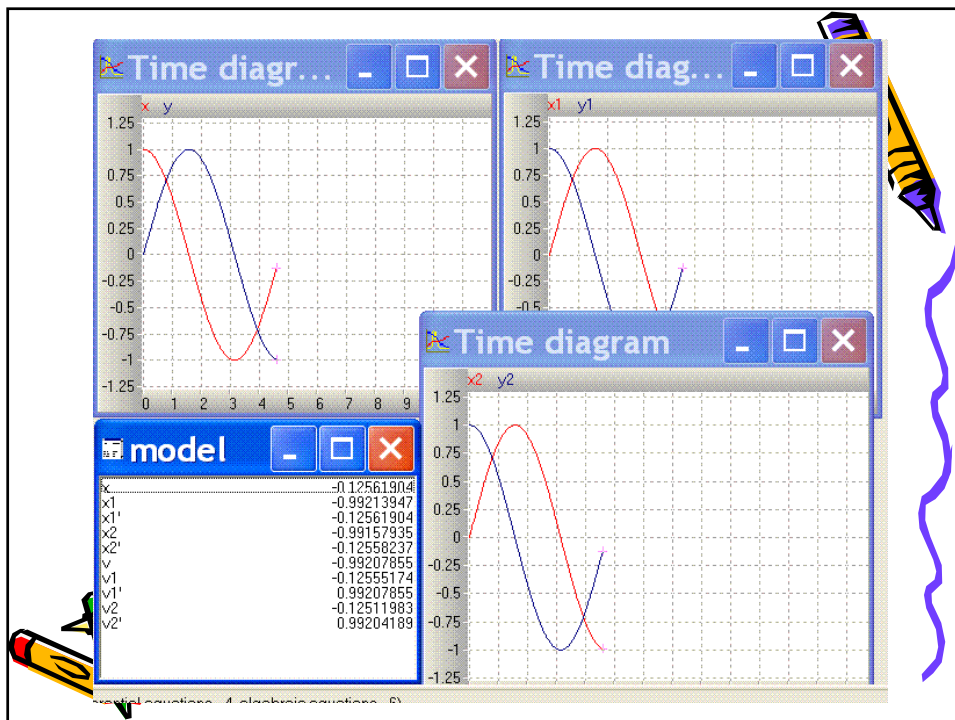 Time diagr...
x y
1.25
1
0.75
0.5
0.25
0
-0.25
-0.5
-0.75
-1
-1.25
0 1 2 3 4 5 6 7 8 9
Time diag...
x1 y1
1.25
1
0.75
0.5
0.25
0
-0.25
-0.5
Time diagram
x2 y2
1.25
1
0.75
0.5
0.25
0
-0.25
-0.5
-0.75
-1
-1.25
model
x -0.12561904
x1 -0.99213947
x1' -0.12561904
x2 -0.99157935
x2' -0.12558237
y -0.99207855
y1 -0.12555174
y1' 0.99207855
y2 -0.12511983
y2' 0.99204189
equations 4 algebraic equations 6)